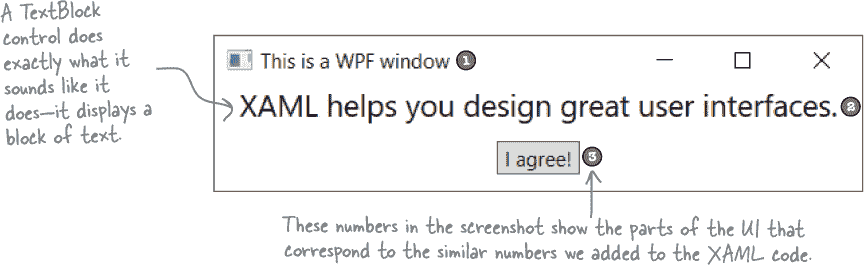 A TextBlock
control does
exactly what it
sounds like it
does—it displays a
block of text.
This is a WPF window 1
XAML helps you design great user interfaces. 2
I agree! 3
These numbers in the screenshot show the parts of the UI that
correspond to the similar numbers we added to the XAML code.